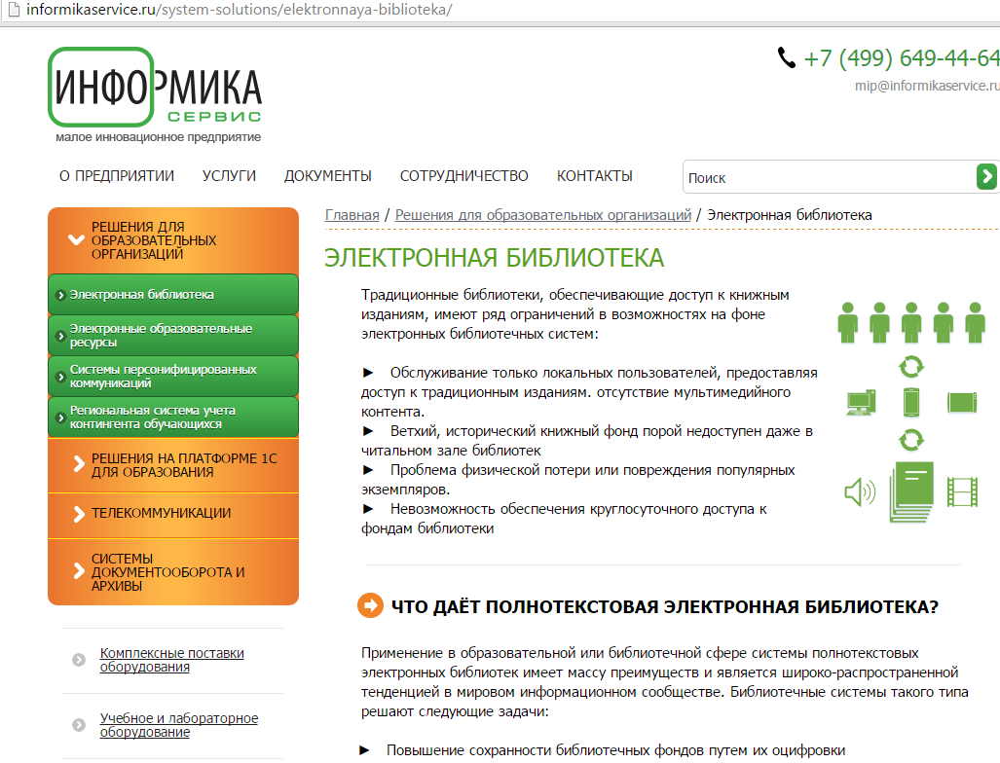 informikaservice.ru/system-solutions/elektronnaya-biblioteka/
ИНФОРМИКА
СЕРВИС
малое инновационное предприятие
+7 (499) 649-44-64
mip@informikaservice.ru
О ПРЕДПРИЯТИИ УСЛУГИ ДОКУМЕНТЫ СОТРУДНИЧЕСТВО КОНТАКТЫ
Поиск
РЕШЕНИЯ ДЛЯ
ОБРАЗОВАТЕЛЬНЫХ
ОРГАНИЗАЦИЙ
Электронная библиотека
Электронные образовательные
ресурсы
Системы персонифицированных
коммуникаций
Региональная система учета
контингента обучающихся
РЕШЕНИЯ НА ПЛАТФОРМЕ 1С
ДЛЯ ОБРАЗОВАНИЯ
ТЕЛЕКОММУНИКАЦИИ
СИСТЕМЫ
ДОКУМЕНТООБОРОТА И
АРХИВЫ
Комплексные поставки
оборудования
Учебное и лабораторное
оборудование
Главная / Решения для образовательных организаций / Электронная библиотека
ЭЛЕКТРОННАЯ БИБЛИОТЕКА
Традиционные библиотеки, обеспечивающие доступ к книжным
изданиям, имеют ряд ограничений в возможностях на фоне
электронных библиотечных систем:
► Обслуживание только локальных пользователей, предоставляя
доступ к традиционным изданиям. отсутствие мультимедийного
контента.
► Ветхий, исторический книжный фонд порой недоступен даже в
читальном зале библиотек
► Проблема физической потери или повреждения популярных
экземпляров.
► Невозможность обеспечения круглосуточного доступа к
фондам библиотеки
ЧТО ДАЁТ ПОЛНОТЕКСТОВАЯ ЭЛЕКТРОННАЯ БИБЛИОТЕКА?
Применение в образовательной или библиотечной сфере системы полнотекстовых
электронных библиотек имеет массу преимуществ и является широко-распространенной
тенденцией в мировом информационном сообществе. Библиотечные системы такого типа
решают следующие задачи:
► Повышение сохранности библиотечных фондов путем их оцифровки